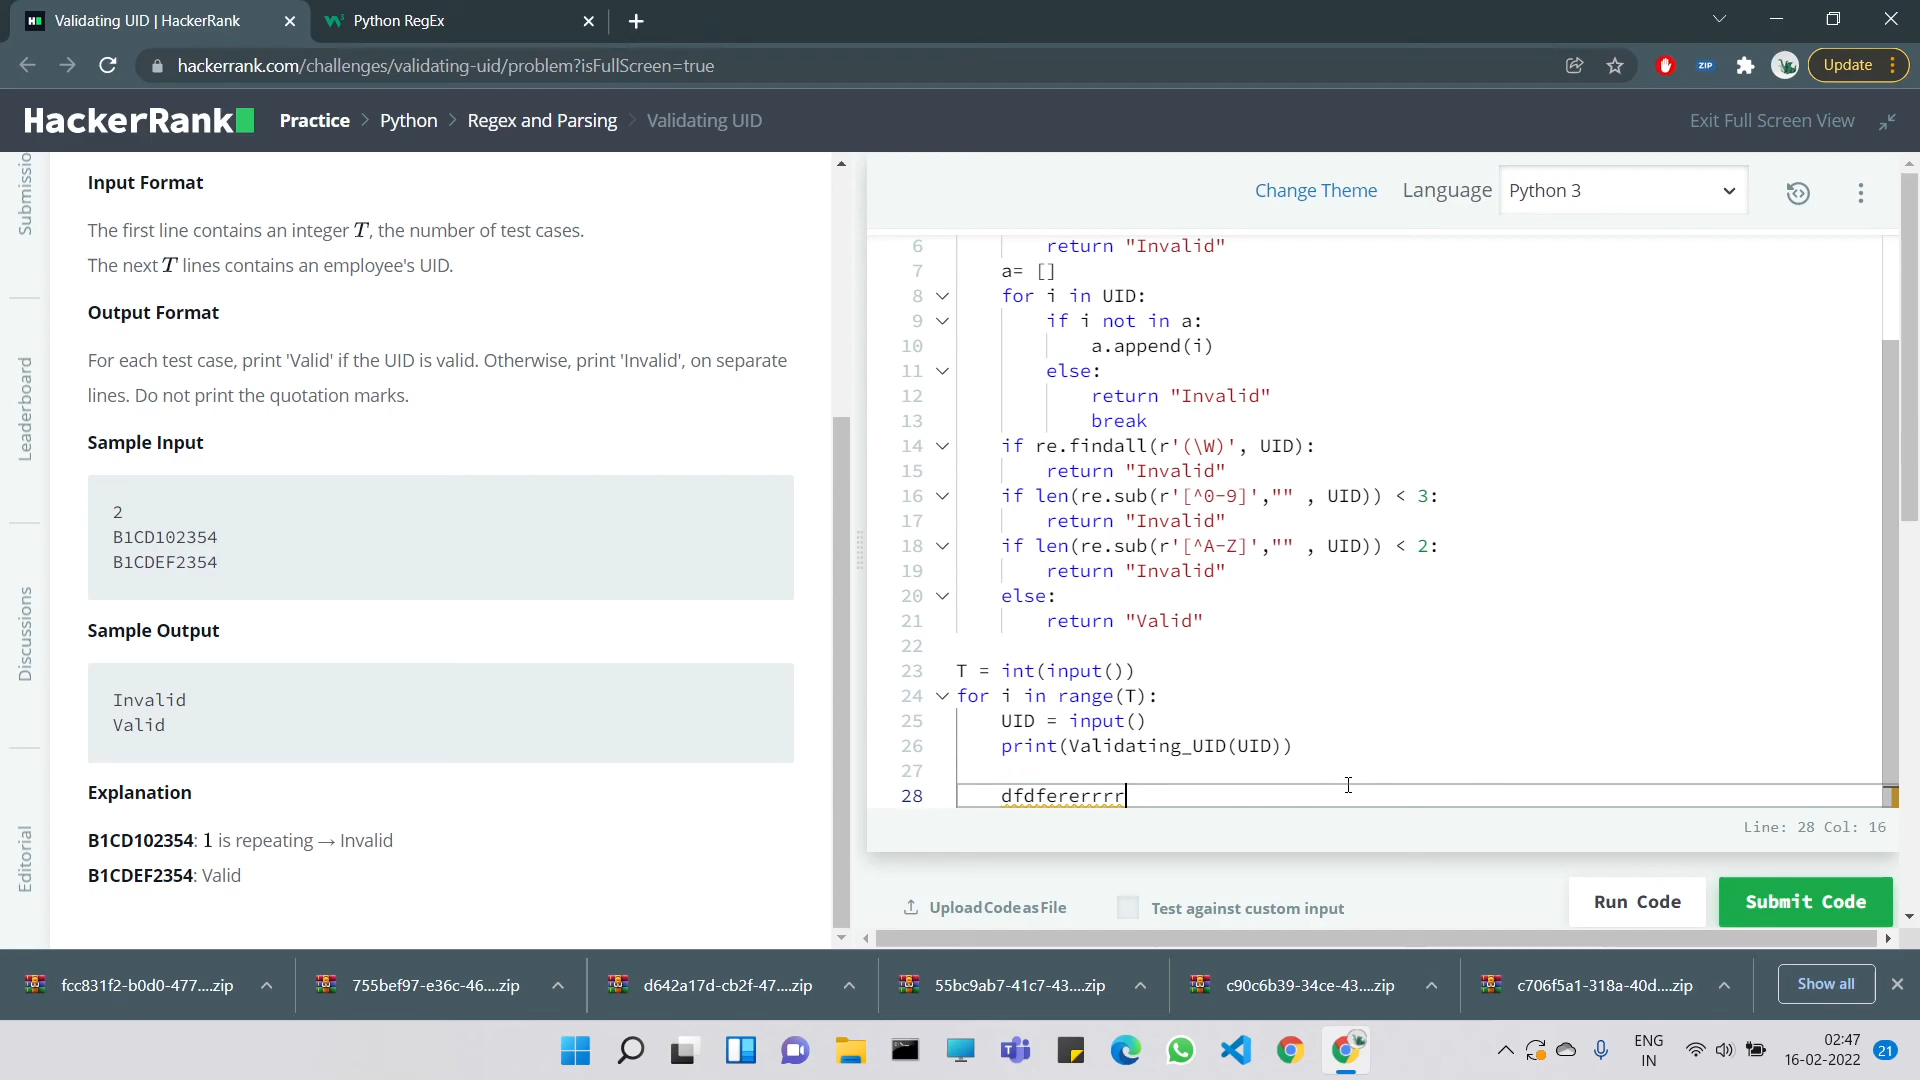 Validating UID | HackerRank
Python RegEx
hackerrank.com/challenges/validating-uid/problem?isFullScreen=true
ZIP
Update
HackerRank
Practice > Python > Regex and Parsing > Validating UID
Exit Full Screen View
Submissio
Leaderboard
Discussions
Editorial
Input Format
The first line contains an integer T, the number of test cases.
The next T lines contains an employee's UID.
Output Format
For each test case, print 'Valid' if the UID is valid. Otherwise, print 'Invalid', on separate
lines. Do not print the quotation marks.
Sample Input
2
B1CD102354
B1CDEF2354
Sample Output
Invalid
Valid
Explanation
B1CD102354: 1 is repeating → Invalid
B1CDEF2354: Valid
Change Theme Language Python 3
6 return "Invalid"
7 a= []
8 for i in UID:
9 if i not in a:
10 a.append(i)
11 else:
12 return "Invalid"
13 break
14 if re.findall(r'(\W)', UID):
15 return "Invalid"
16 if len(re.sub(r'[^0-9]',"" , UID)) < 3:
17 return "Invalid"
18 if len(re.sub(r'[^A-Z]',"" , UID)) < 2:
19 return "Invalid"
20 else:
21 return "Valid"
22
23 T = int(input())
24 for i in range(T):
25 UID = input()
26 print(Validating_UID(UID))
27
28 dfdfererrrr
Line: 28 Col: 16
Upload Code as File
Test against custom input
Run Code
Submit Code
fcc831f2-b0d0-477....zip
755bef97-e36c-46....zip
d642a17d-cb2f-47....zip
55bc9ab7-41c7-43....zip
c90c6b39-34ce-43....zip
c706f5a1-318a-40d....zip
Show all
ENG
IN
02:47
16-02-2022
21